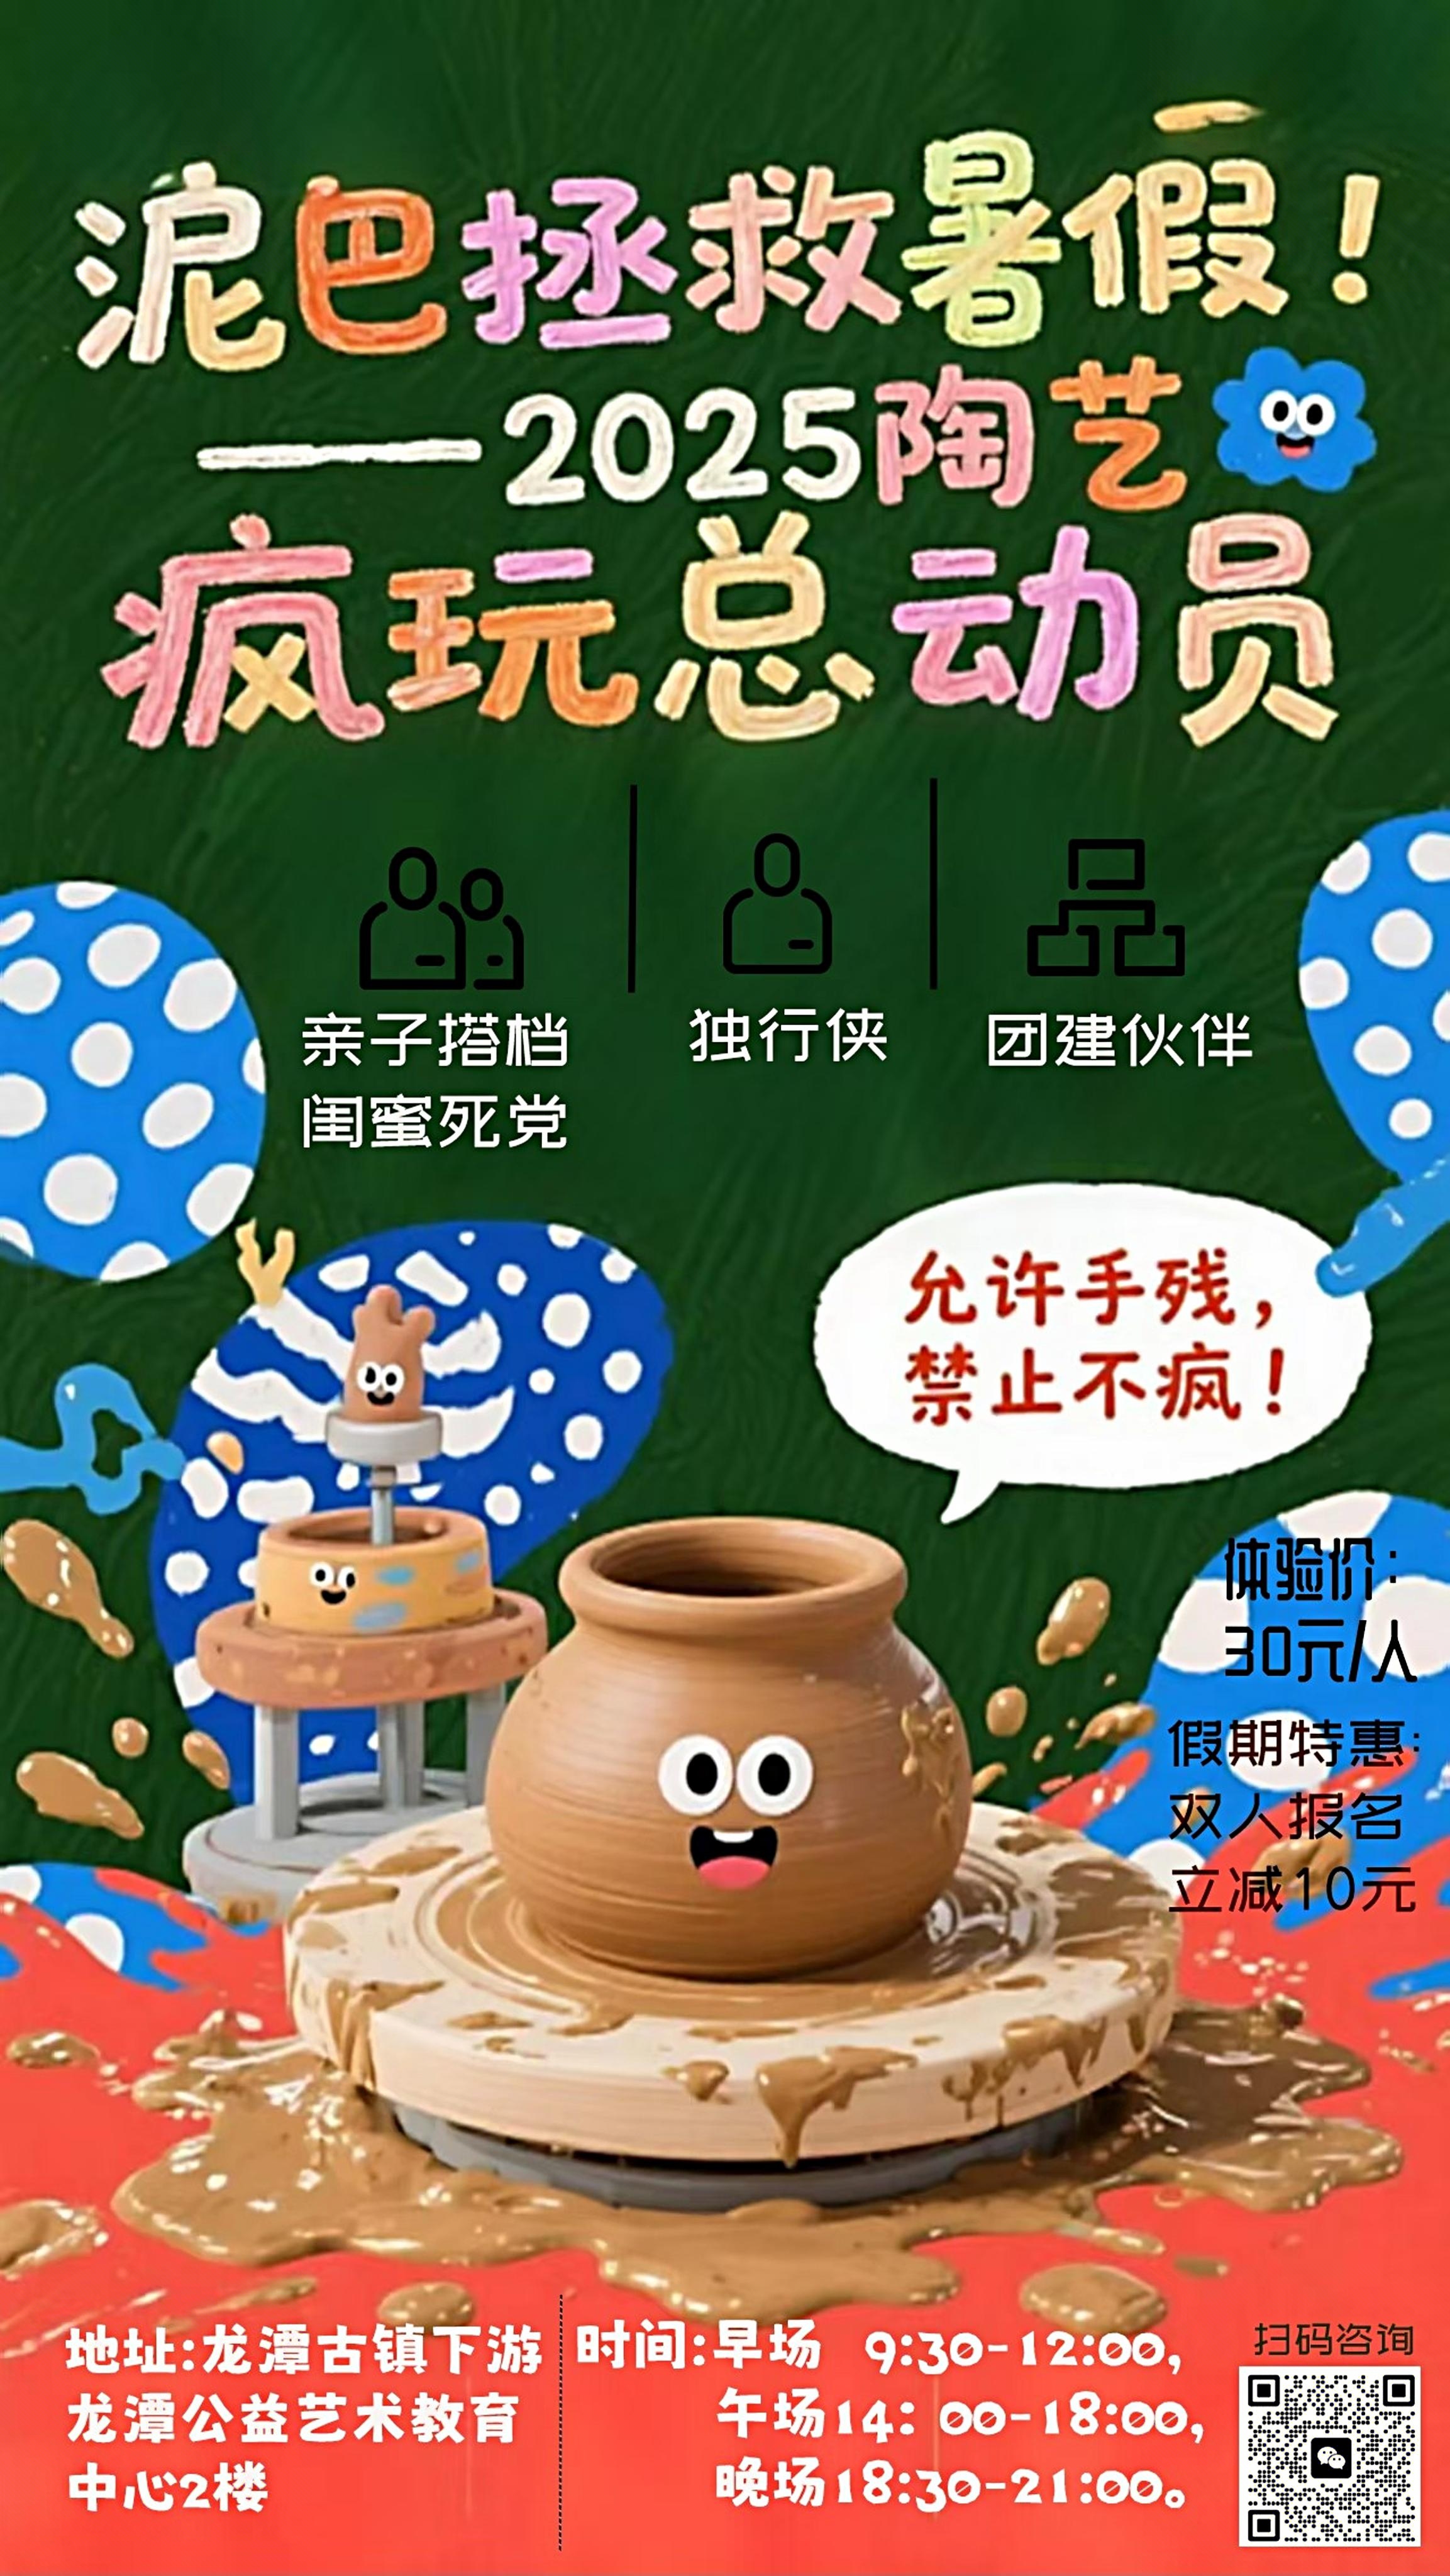 泥巴拯救暑假！
——2025陶艺
疯玩总动员
亲子搭档
闺蜜死党
独行侠
团建伙伴
允许手残，
禁止不疯！
体验价：
30元/人
假期特惠：
双人报名
立减10元
地址:龙潭古镇下游
龙潭公益艺术教育
中心2楼
时间:早场 9:30-12:00,
午场14: 00-18:00,
晚场18:30-21:00。
扫码咨询